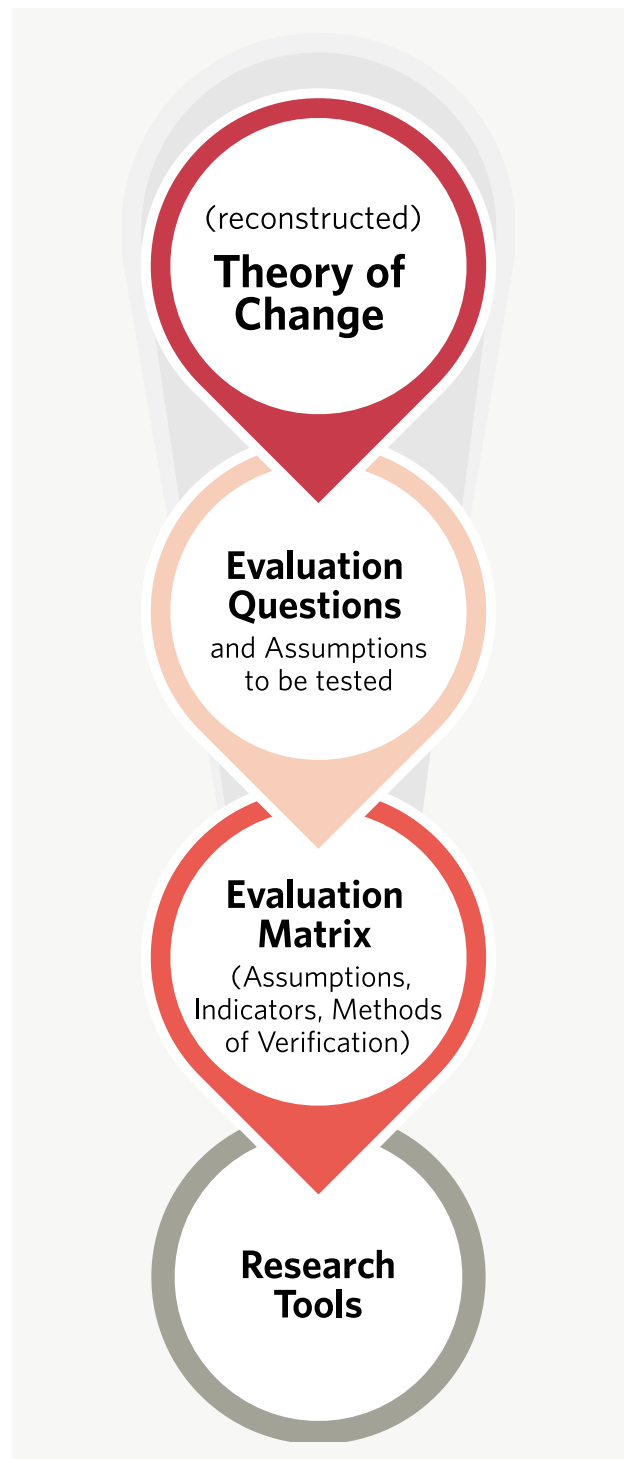 (reconstructed)
Theory of
Change
Evaluation
Questions
and Assumptions
to be tested
Evaluation
Matrix
(Assumptions,
Indicators, Methods
of Verification)
Research
Tools